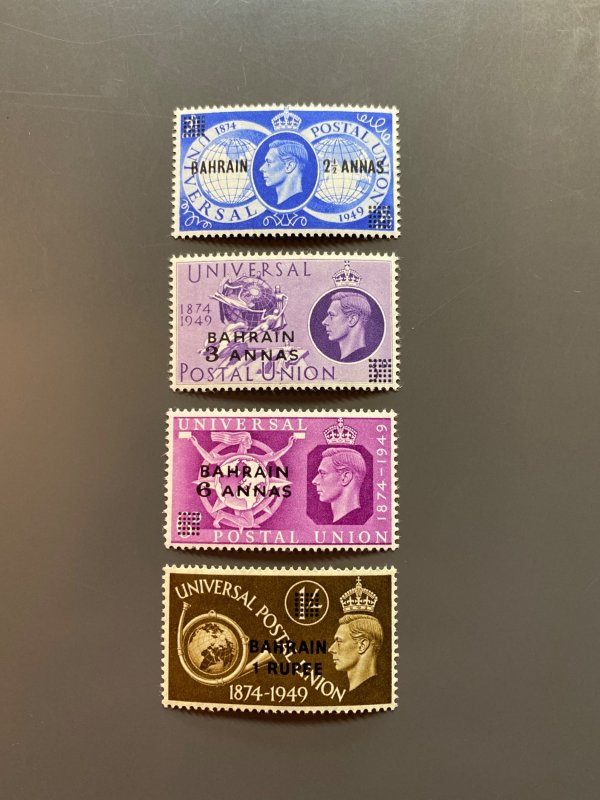 1874 POSTAL UNION
BAHRAIN 2½ ANNAS
UNIVERSAL 1949
UNIVERSAL
1874
1949
BAHRAIN
3 ANNAS
POSTAL UNION
UNIVERSAL
BAHRAIN
6 ANNAS
1874-1949
POSTAL UNION
UNIVERSAL POSTAL UNION
BAHRAIN
1 RUPEE
1874-1949